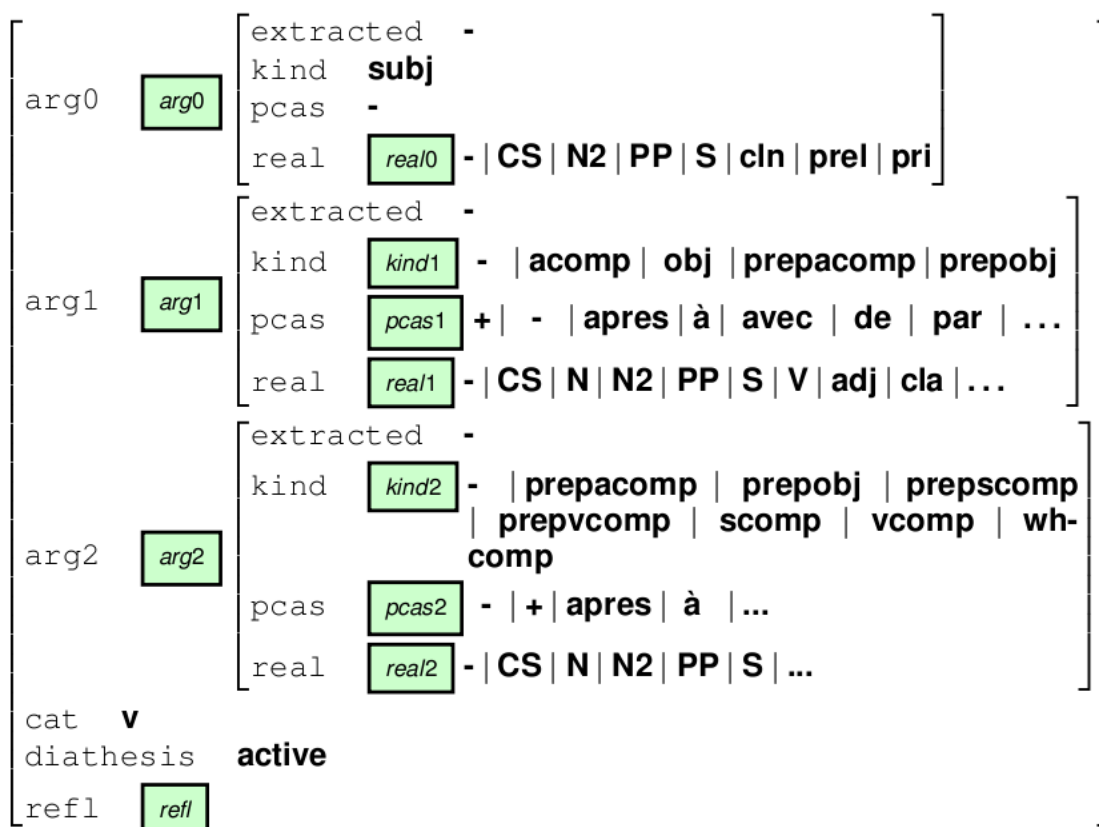 extracted -
kind subj
arg0 arg0 pcas -
real real0 - | CS | N2 | PP | S | cln | prel | pri
extracted -
kind kind1 - | acomp | obj | prepacomp | prepobj
arg1 arg1
pcas pcas1 + | - | apres | à | avec | de | par | ...
real real1 - | CS | N | N2 | PP | S | V | adj | cla | ...
extracted -
kind kind2 - | prepacomp | prepobj | prepscomp
| prepvcomp | scomp | vcomp | wh-
arg2 arg2 comp
pcas pcas2 - | + | apres | à | ...
real real2 - | CS | N | N2 | PP | S | ...
cat v
diathesis active
refl refl